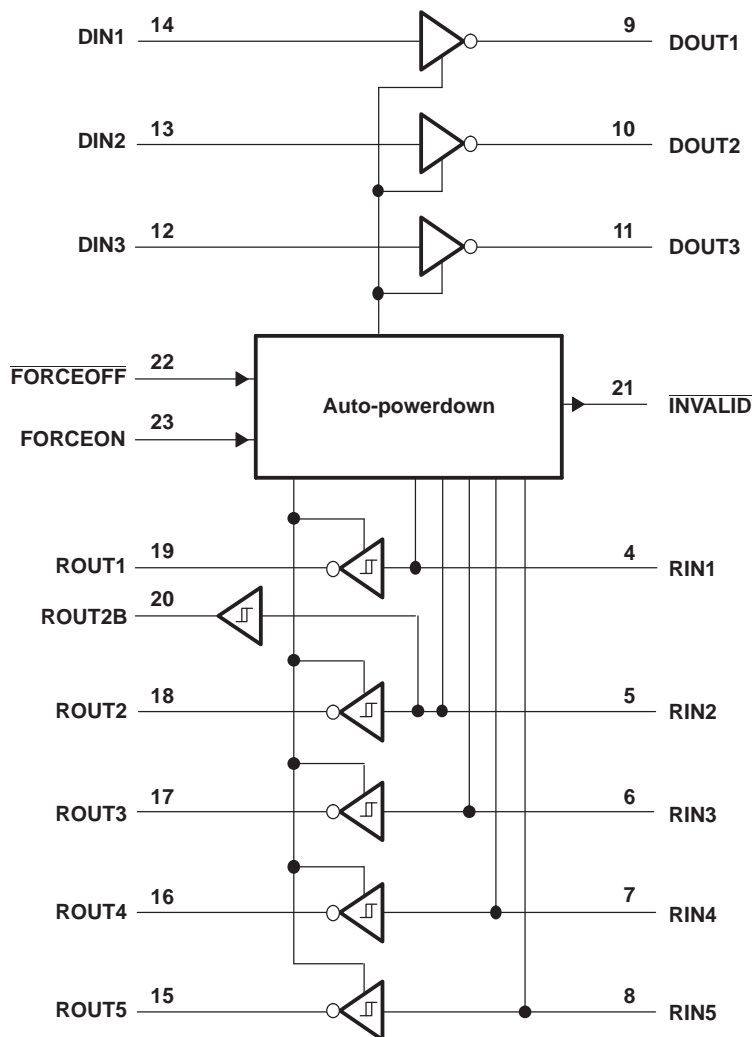 DIN1 14 9 DOUT1
DIN2 13 10 DOUT2
DIN3 12 11 DOUT3
FORCEOFF 22
Auto-powerdown
21 INVALID
FORCEON 23
ROUT1 19 4 RIN1
ROUT2B 20
ROUT2 18 5 RIN2
ROUT3 17 6 RIN3
ROUT4 16 7 RIN4
ROUT5 15 8 RIN5